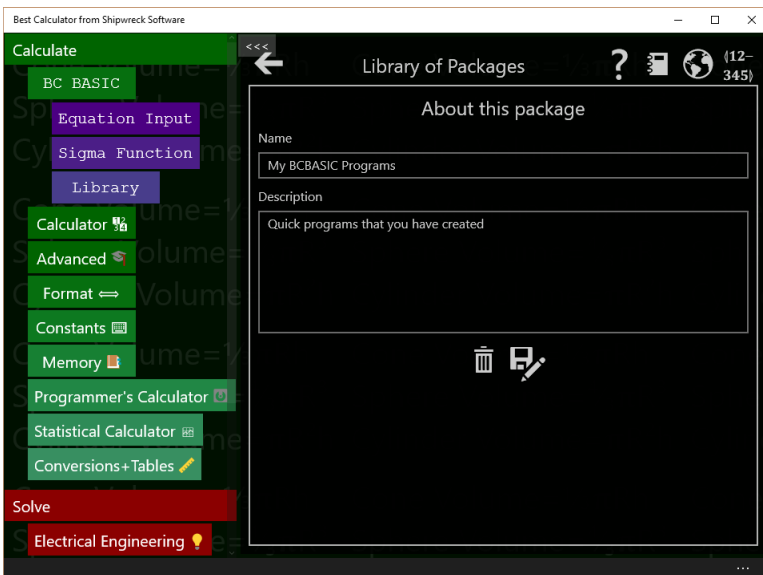 Best Calculator from Shipwreck Software
Calculate
BC BASIC
Equation Input
Sigma Function
Library
Calculator
Advanced
Format
Constants
Memory
Programmer's Calculator
Statistical Calculator
Conversions+Tables
Solve
Electrical Engineering
<<<
Library of Packages
?
(12–
345)
About this package
Name
My BCBASIC Programs
Description
Quick programs that you have created
...